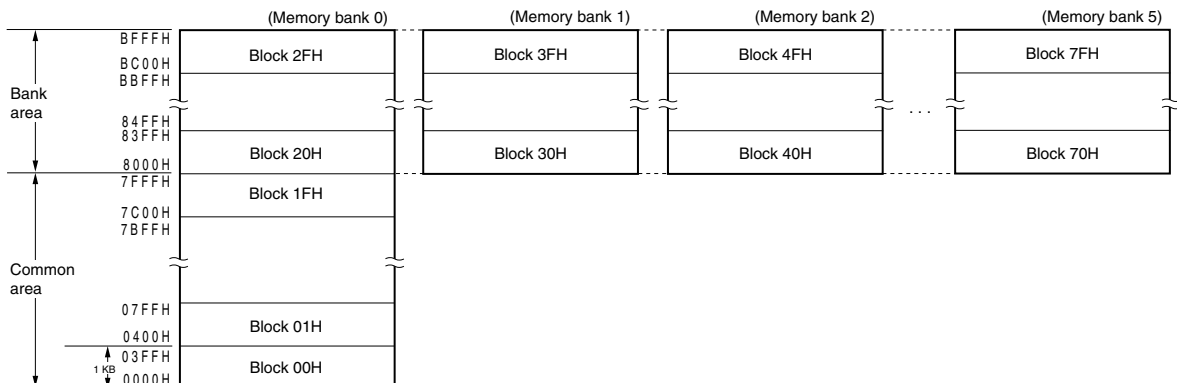 (Memory bank 0) (Memory bank 1) (Memory bank 2) (Memory bank 5)
BFFFH
Block 2FH Block 3FH Block 4FH Block 7FH
BC00H
BBFFH
Bank
area
. . .
84FFH
83FFH
Block 20H Block 30H Block 40H Block 70H
8000H
7FFFH
Block 1FH
7C00H
7BFFH
Common
area
07FFH
Block 01H
0400H
03FFH
1 KB
Block 00H
0000H